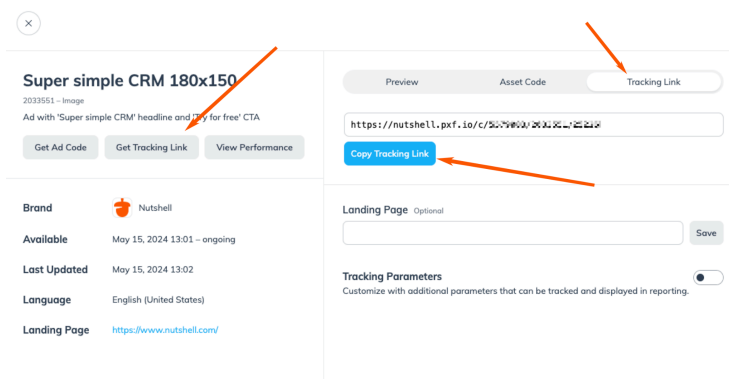 Super simple CRM 180x150
2033551 – Image
Ad with 'Super simple CRM' headline and 'Try for free' CTA
Get Ad Code
Get Tracking Link
View Performance
Brand
Nutshell
Available
May 15, 2024 13:01 – ongoing
Last Updated
May 15, 2024 13:02
Language
English (United States)
Landing Page
https://www.nutshell.com/
Preview
Asset Code
Tracking Link
https://nutshell.pxf.io/c/
Copy Tracking Link
Landing Page Optional
Save
Tracking Parameters
Customize with additional parameters that can be tracked and displayed in reporting.